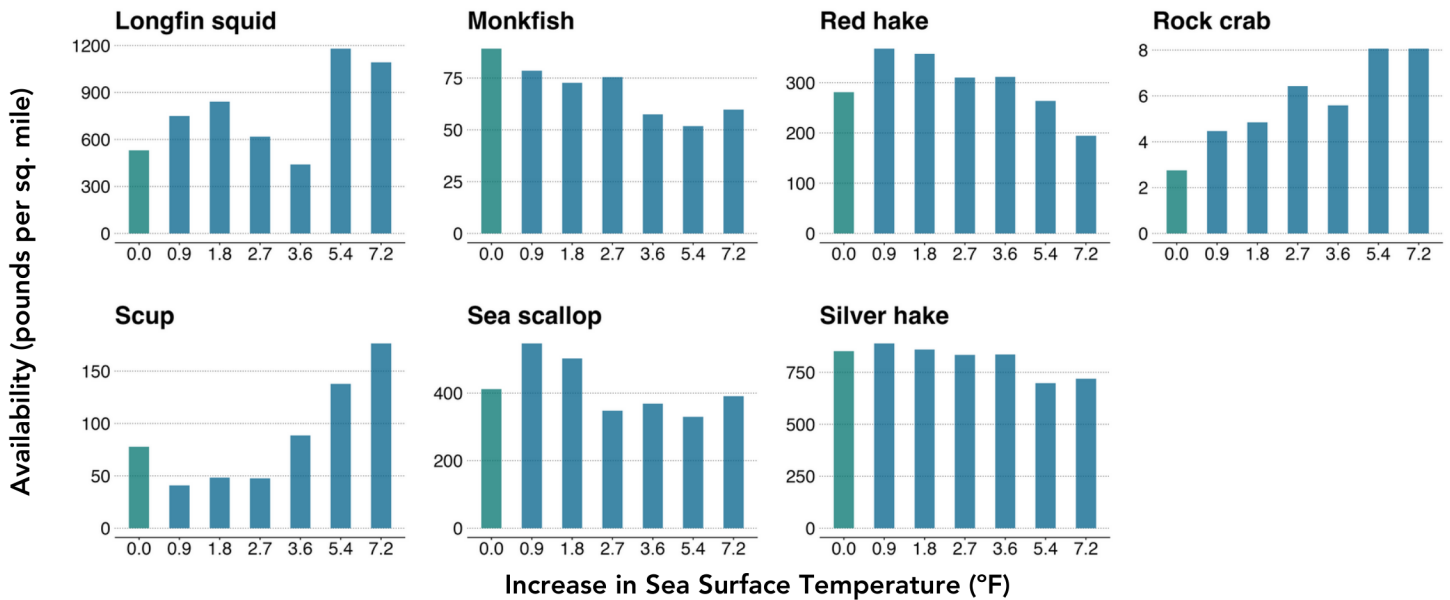 Longfin squid
Monkfish
Red hake
Rock crab
1200
900
600
300
0
75
50
25
0
300
200
100
0
8
6
4
2
0
0.0 0.9 1.8 2.7 3.6 5.4 7.2
0.0 0.9 1.8 2.7 3.6 5.4 7.2
0.0 0.9 1.8 2.7 3.6 5.4 7.2
0.0 0.9 1.8 2.7 3.6 5.4 7.2
Availability (pounds per sq. mile)
Scup
Sea scallop
Silver hake
150
100
50
0
400
200
0
750
500
250
0
0.0 0.9 1.8 2.7 3.6 5.4 7.2
0.0 0.9 1.8 2.7 3.6 5.4 7.2
0.0 0.9 1.8 2.7 3.6 5.4 7.2
Increase in Sea Surface Temperature (°F)